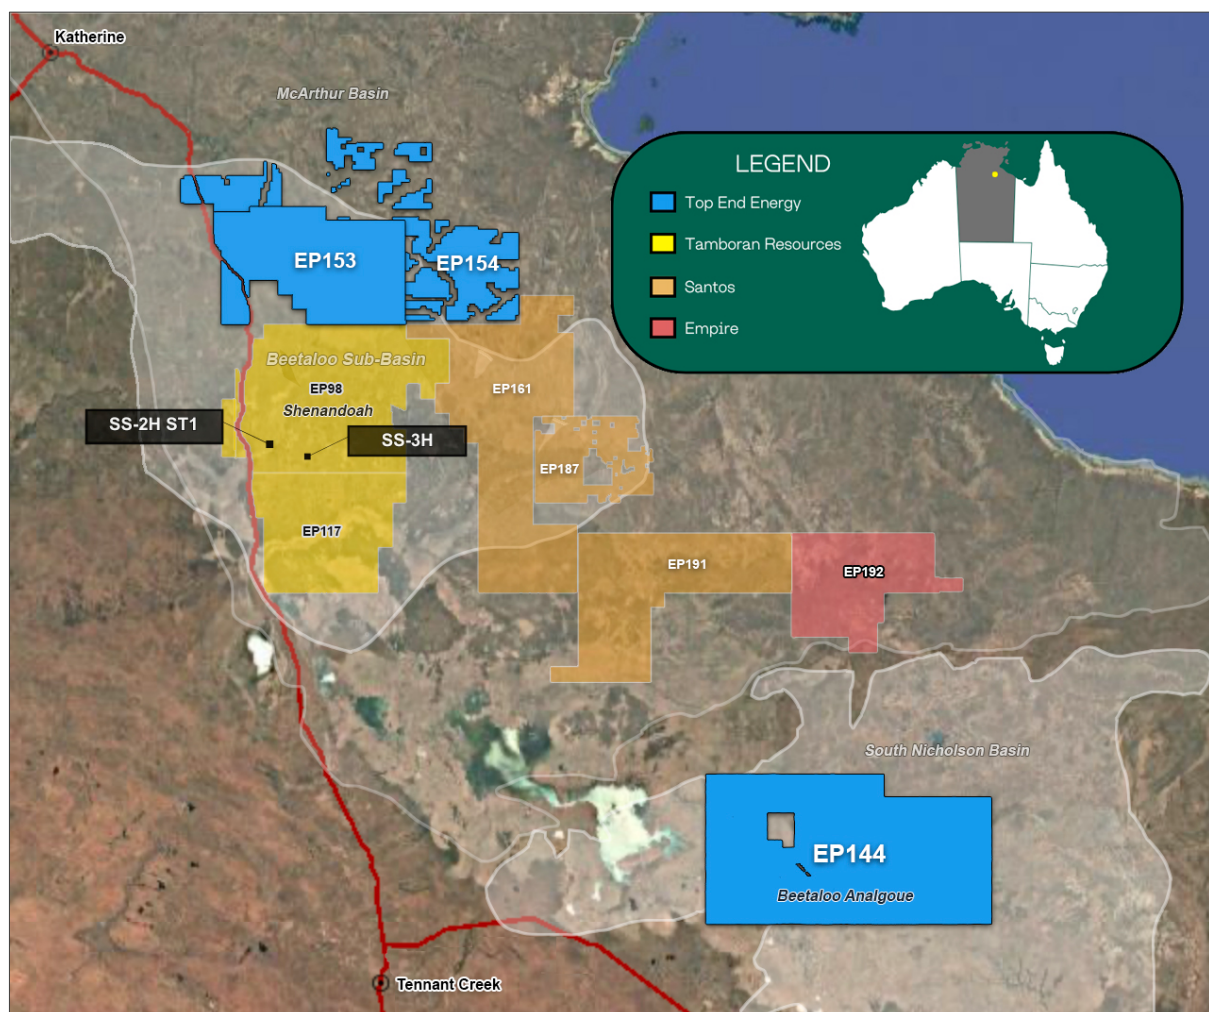 Katherine
McArthur Basin
LEGEND
Top End Energy
Tamboran Resources
Santos
Empire
EP153
EP154
Beetaloo Sub-Basin
EP98
EP161
Shenandoah
SS-2H ST1
SS-3H
EP187
EP117
EP191
EP192
South Nicholson Basin
EP144
Beetaloo Analgoue
Tennant Creek